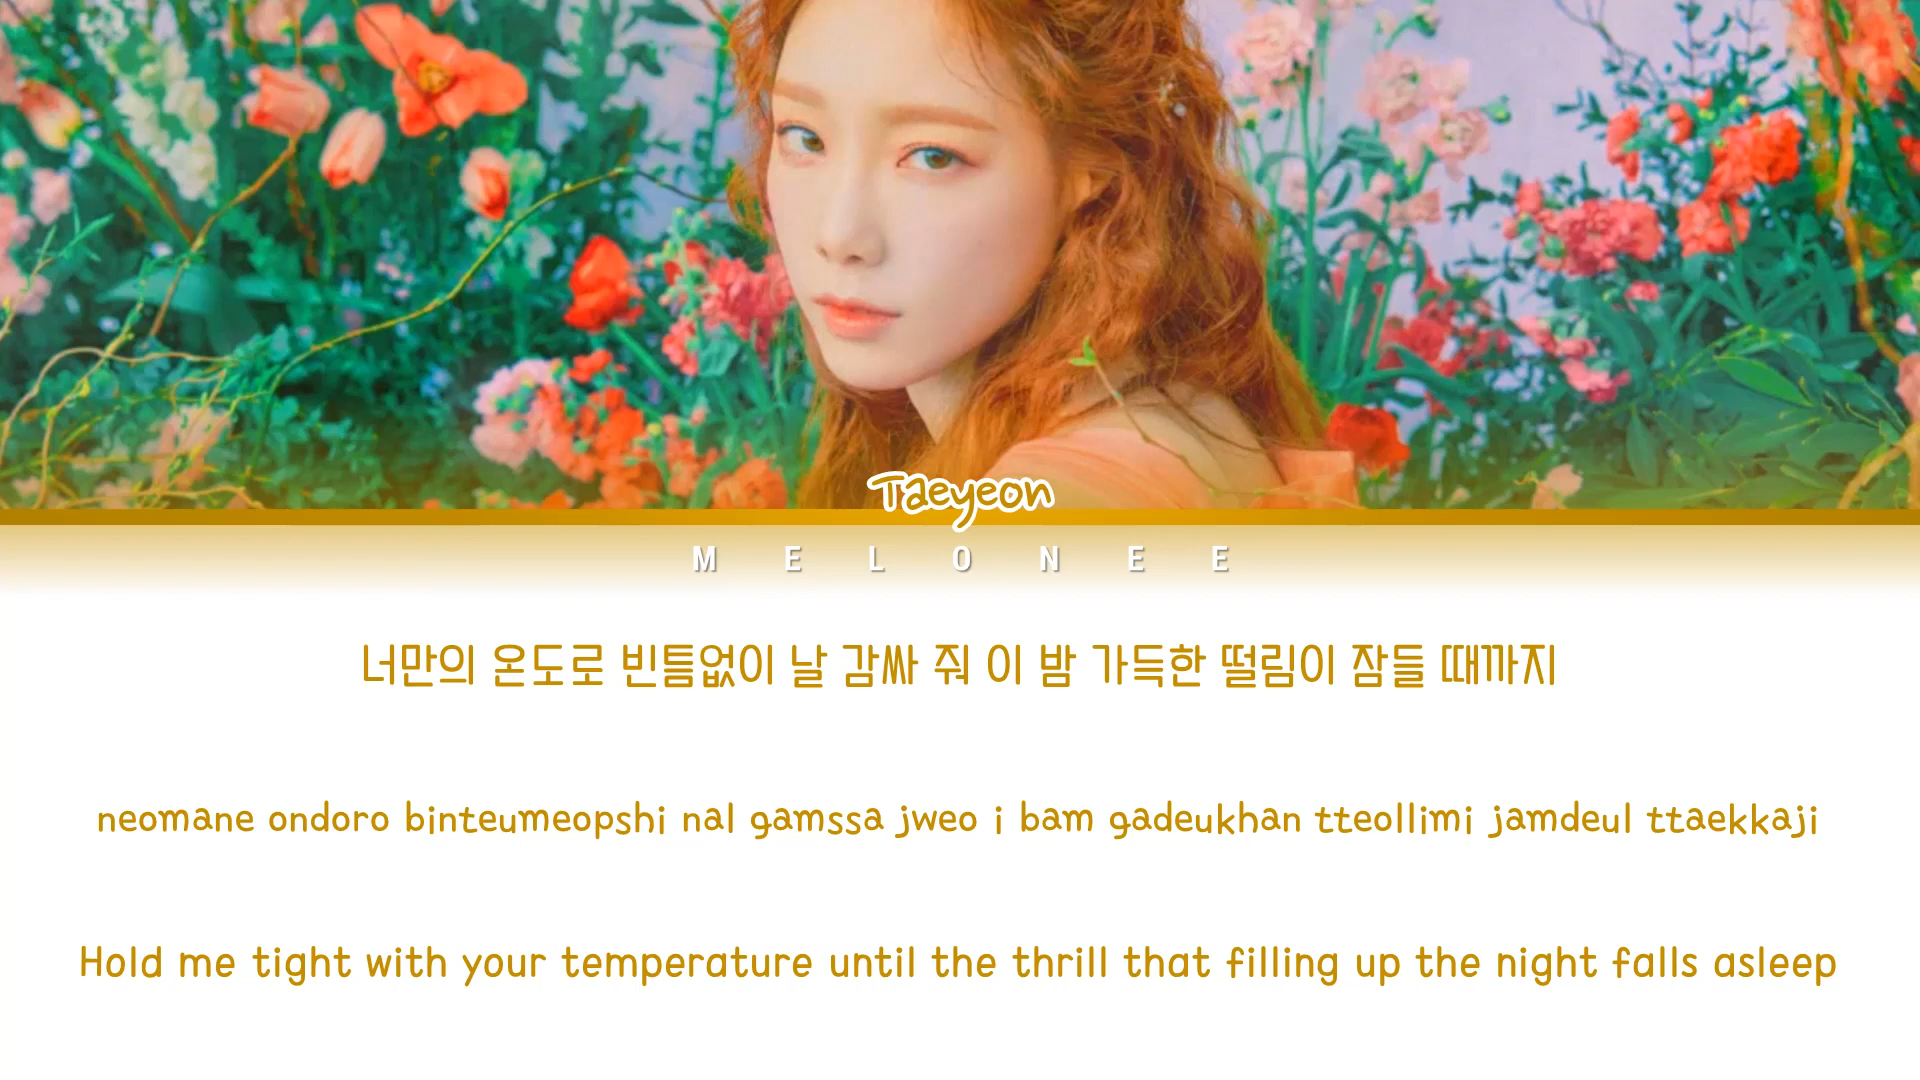 Taeyeon
MELONEE
너만의 온도로 빈틈없이 날 감싸 줘 이 밤 가득한 떨림이 잠들 때까지
neomane ondoro binteumeopshi nal gamssa jweo i bam gadeukhan tteollimi jamdeul ttaekkaji
Hold me tight with your temperature until the thrill that filling up the night falls asleep